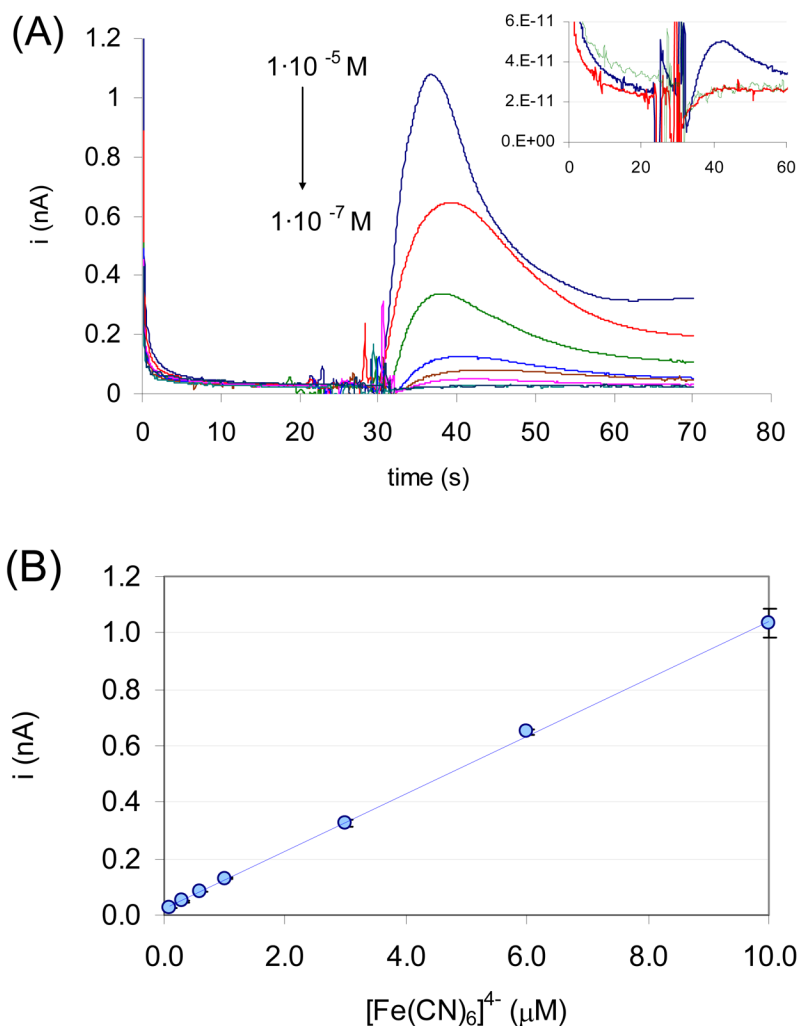 (A)
1.2
1
0.8
0.6
0.4
0.2
0
i (nA)
1·10 -5 M
1·10 -7 M
0 10 20 30 40 50 60 70 80
time (s)
6.E-11
4.E-11
2.E-11
0.E+00
0 20 40 60
(B)
1.2
1.0
0.8
0.6
0.4
0.2
0.0
i (nA)
0.0 2.0 4.0 6.0 8.0 10.0
[Fe(CN)6]4- (μM)